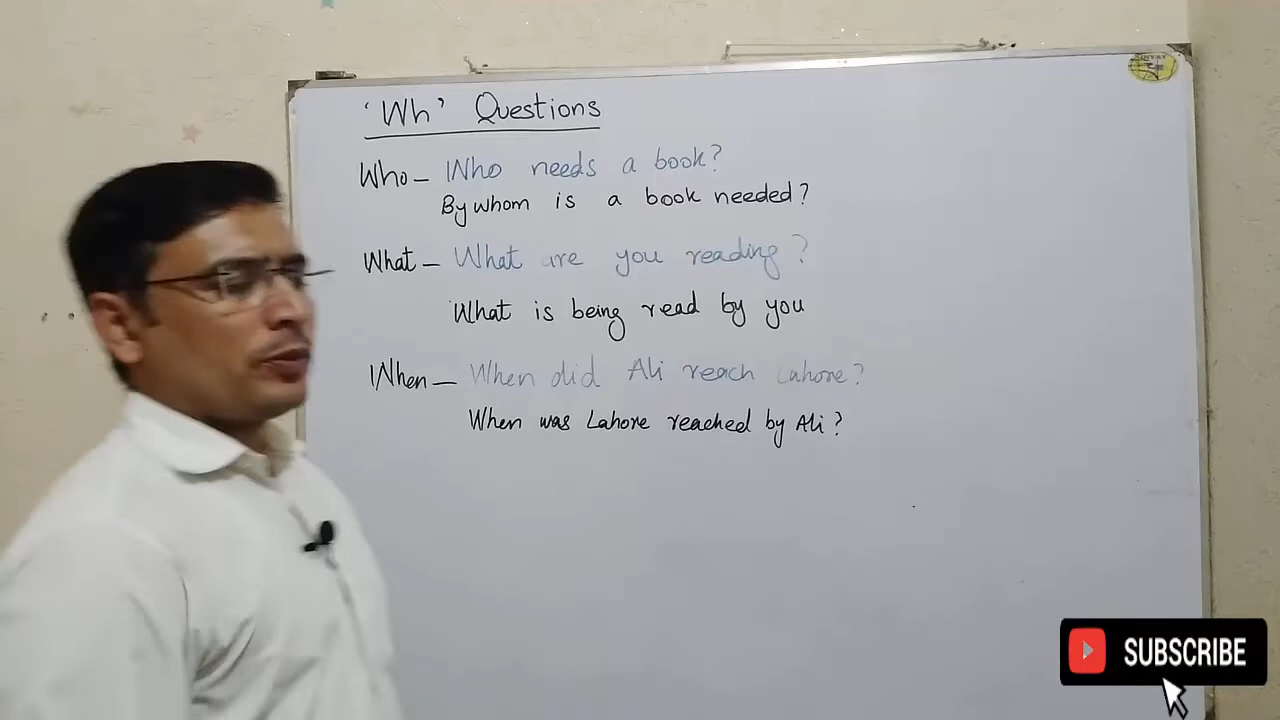 'Wh' Questions
Who – Who needs a book?
By whom is a book needed?
What – What are you reading?
What is being read by you
When – When did Ali reach Lahore?
When was Lahore reached by Ali?
SUBSCRIBE